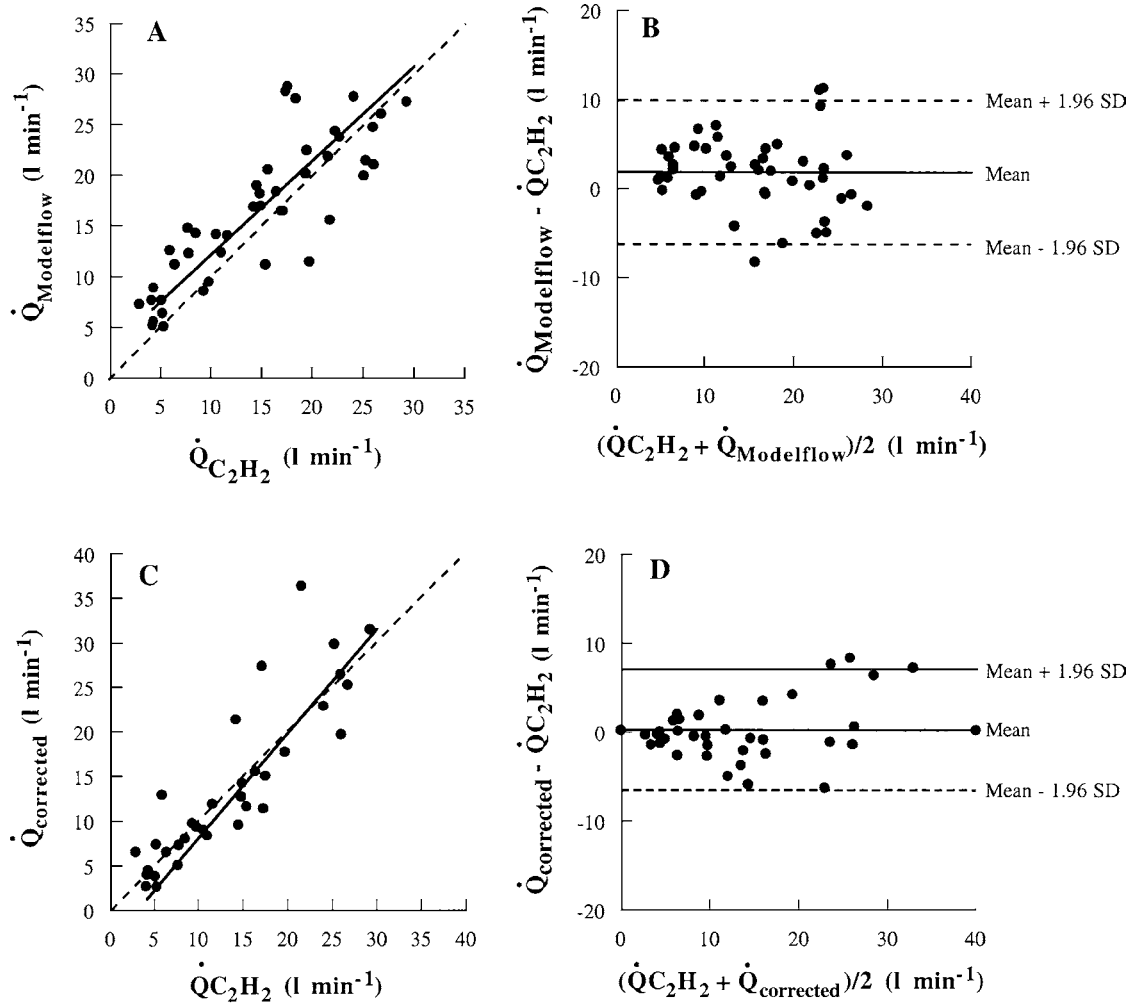 A
35
30
25
20
15
10
5
0
0 5 10 15 20 25 30 35
Q̇Modelflow (l min⁻¹)
Q̇C₂H₂ (l min⁻¹)
B
20
10
0
-10
-20
0 10 20 30 40
Q̇Modelflow - Q̇C₂H₂ (l min⁻¹)
(Q̇C₂H₂ + Q̇Modelflow)/2 (l min⁻¹)
Mean + 1.96 SD
Mean
Mean - 1.96 SD
C
40
35
30
25
20
15
10
5
0
0 5 10 15 20 25 30 40
Q̇corrected (l min⁻¹)
Q̇C₂H₂ (l min⁻¹)
D
20
10
0
-10
-20
0 10 20 30 40
Q̇corrected - Q̇C₂H₂ (l min⁻¹)
(Q̇C₂H₂ + Q̇corrected)/2 (l min⁻¹)
Mean + 1.96 SD
Mean
Mean - 1.96 SD